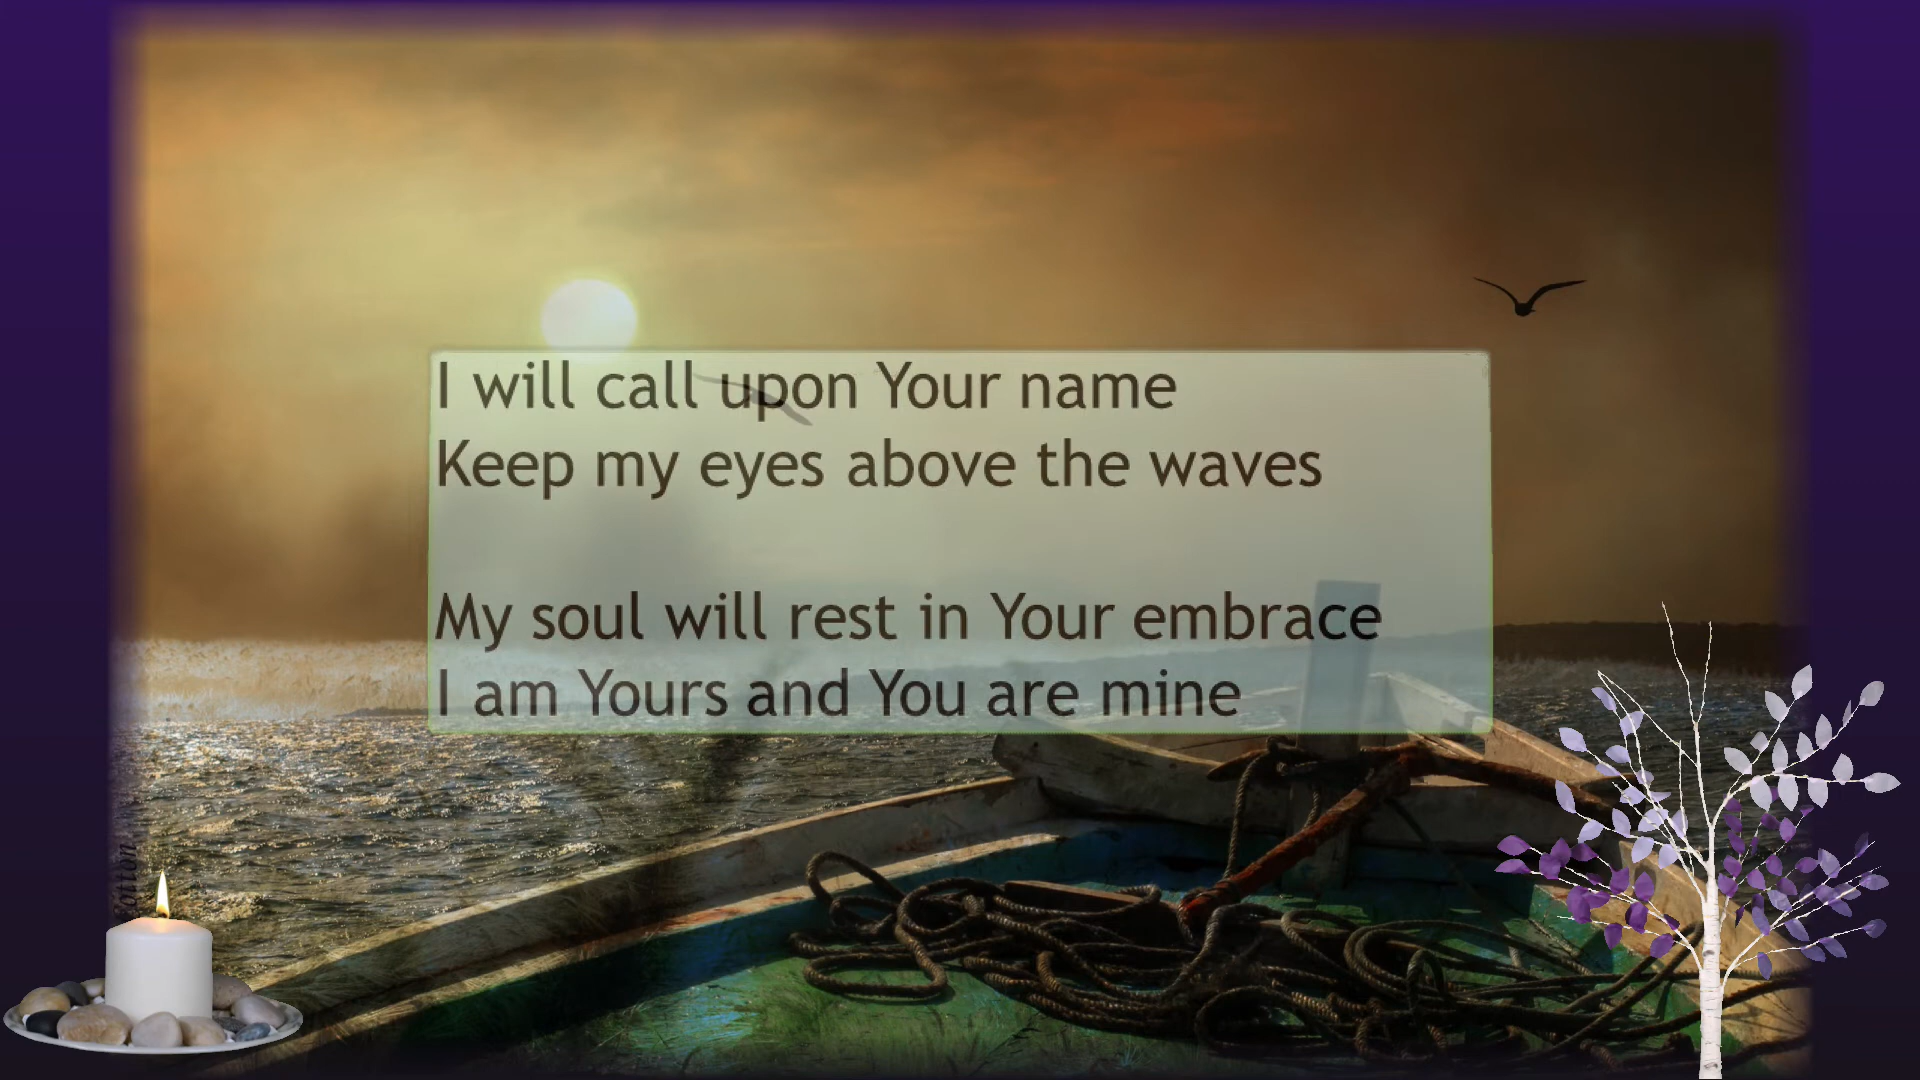 I will call upon Your name
Keep my eyes above the waves
My soul will rest in Your embrace
I am Yours and You are mine